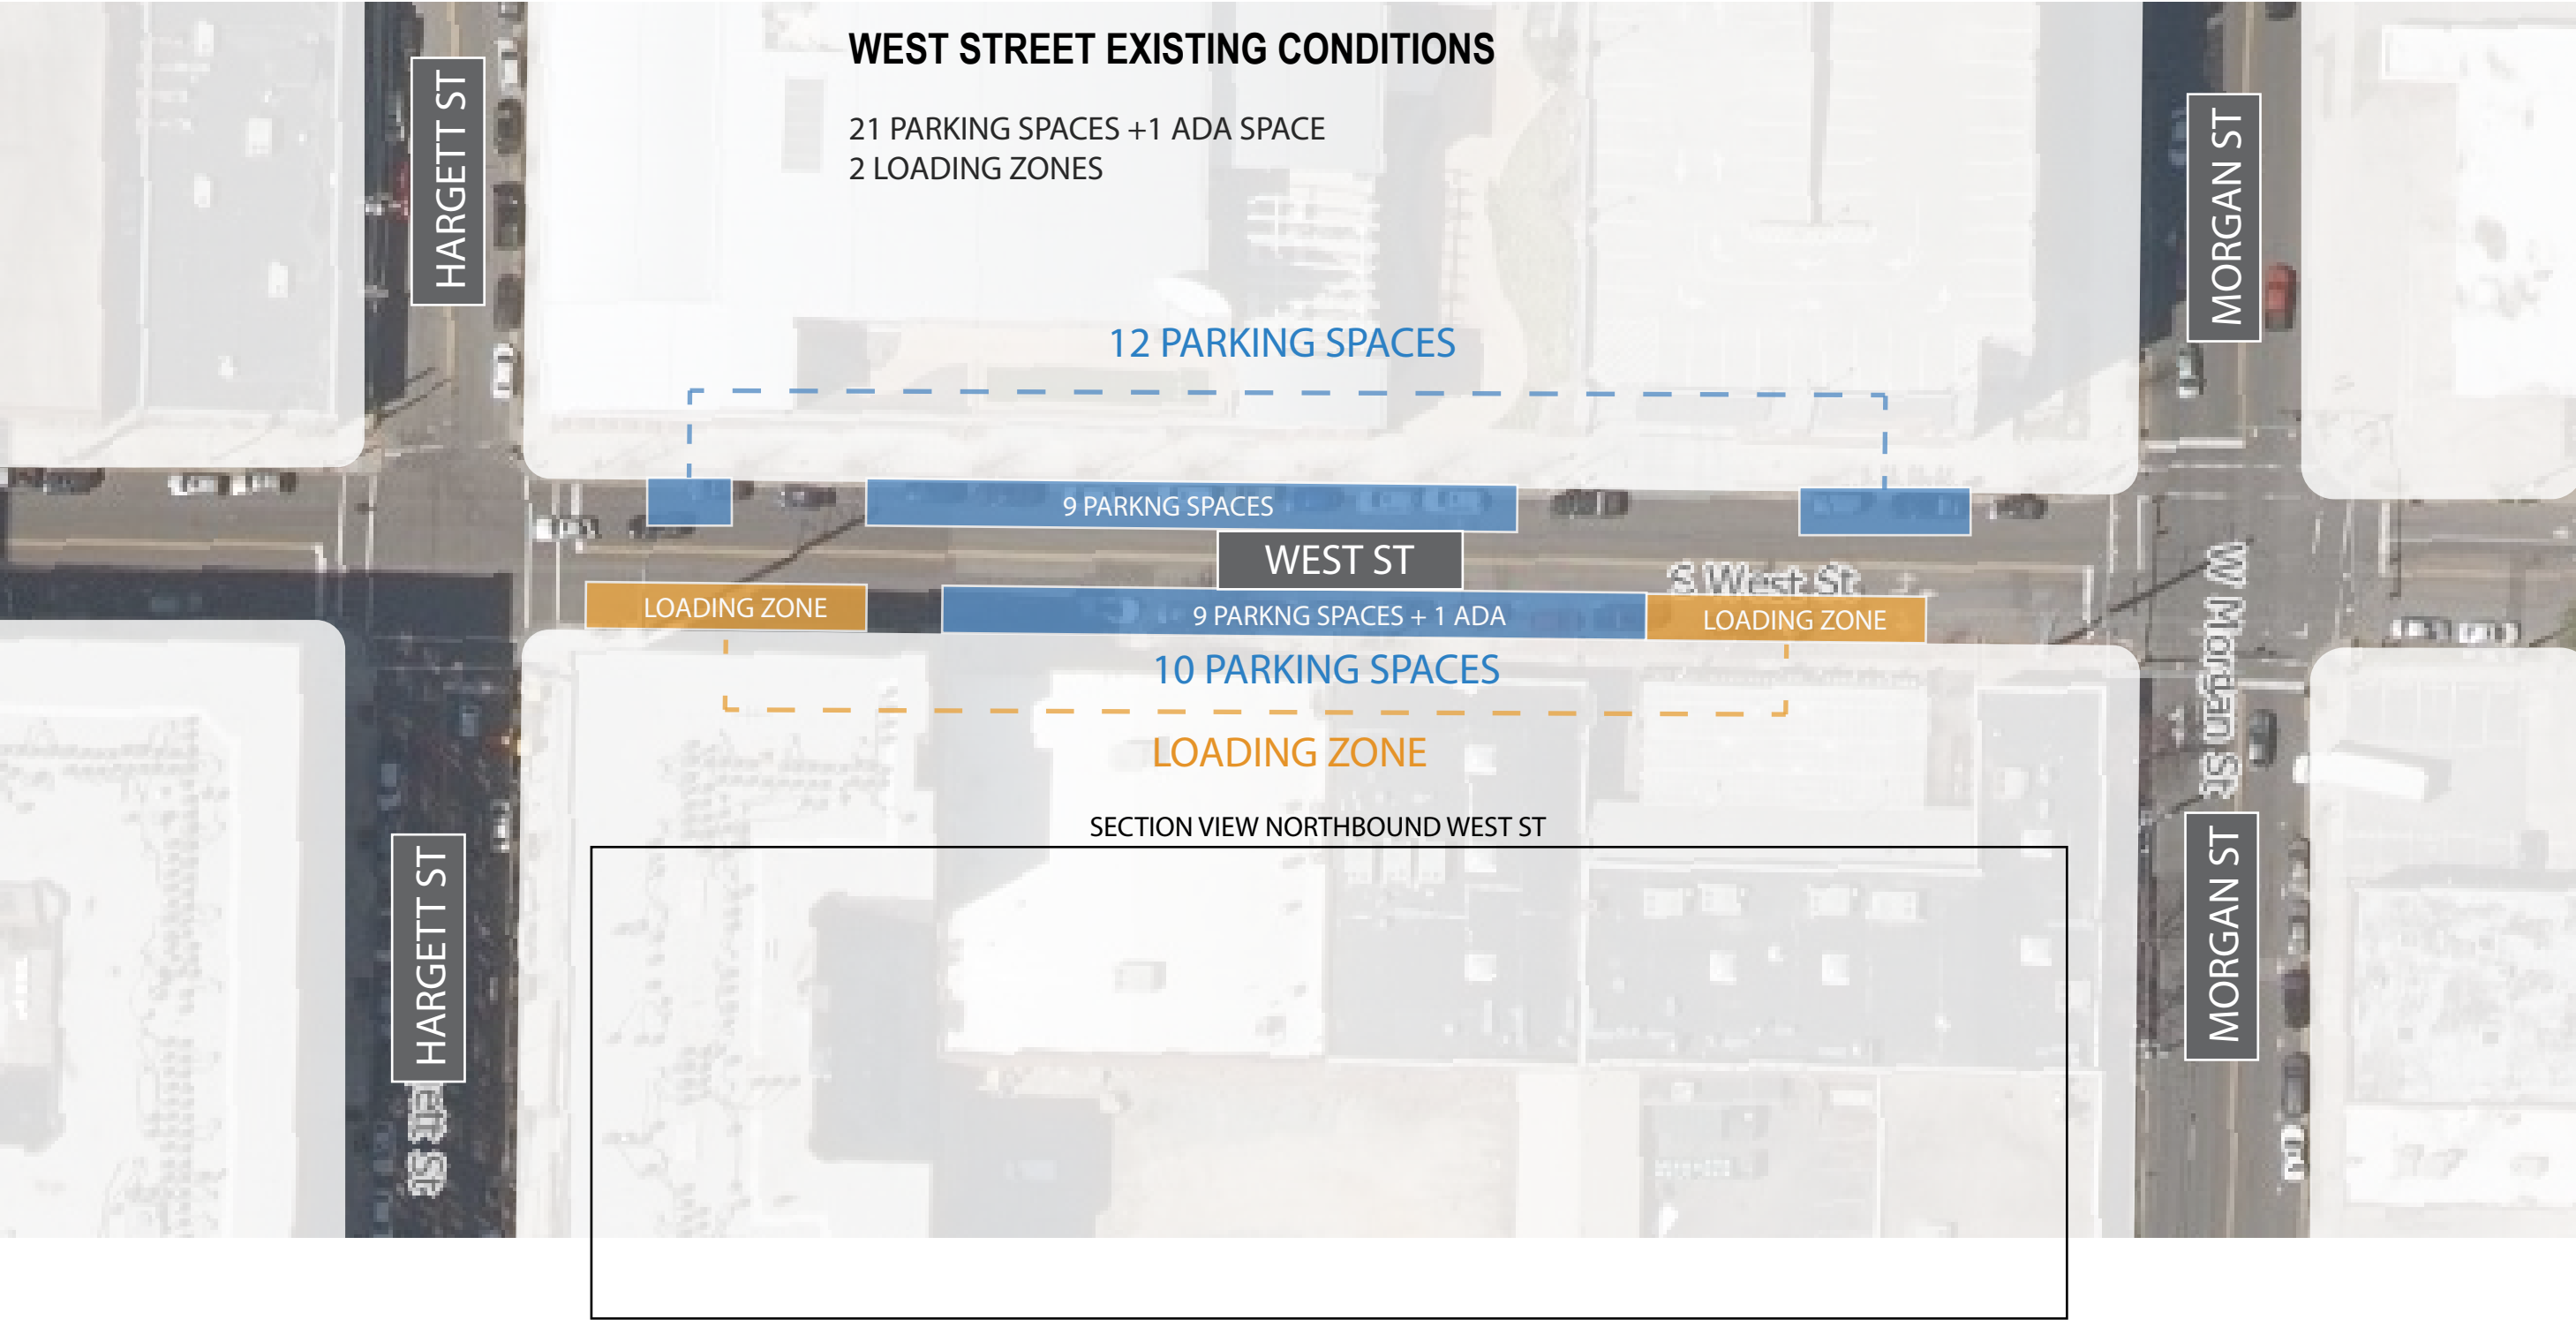 WEST STREET EXISTING CONDITIONS
21 PARKING SPACES +1 ADA SPACE
2 LOADING ZONES
HARGETT ST
MORGAN ST
12 PARKING SPACES
9 PARKNG SPACES
WEST ST
S West St
LOADING ZONE
9 PARKNG SPACES + 1 ADA
LOADING ZONE
10 PARKING SPACES
LOADING ZONE
W Morgan St
SECTION VIEW NORTHBOUND WEST ST
HARGETT ST
MORGAN ST
ett St